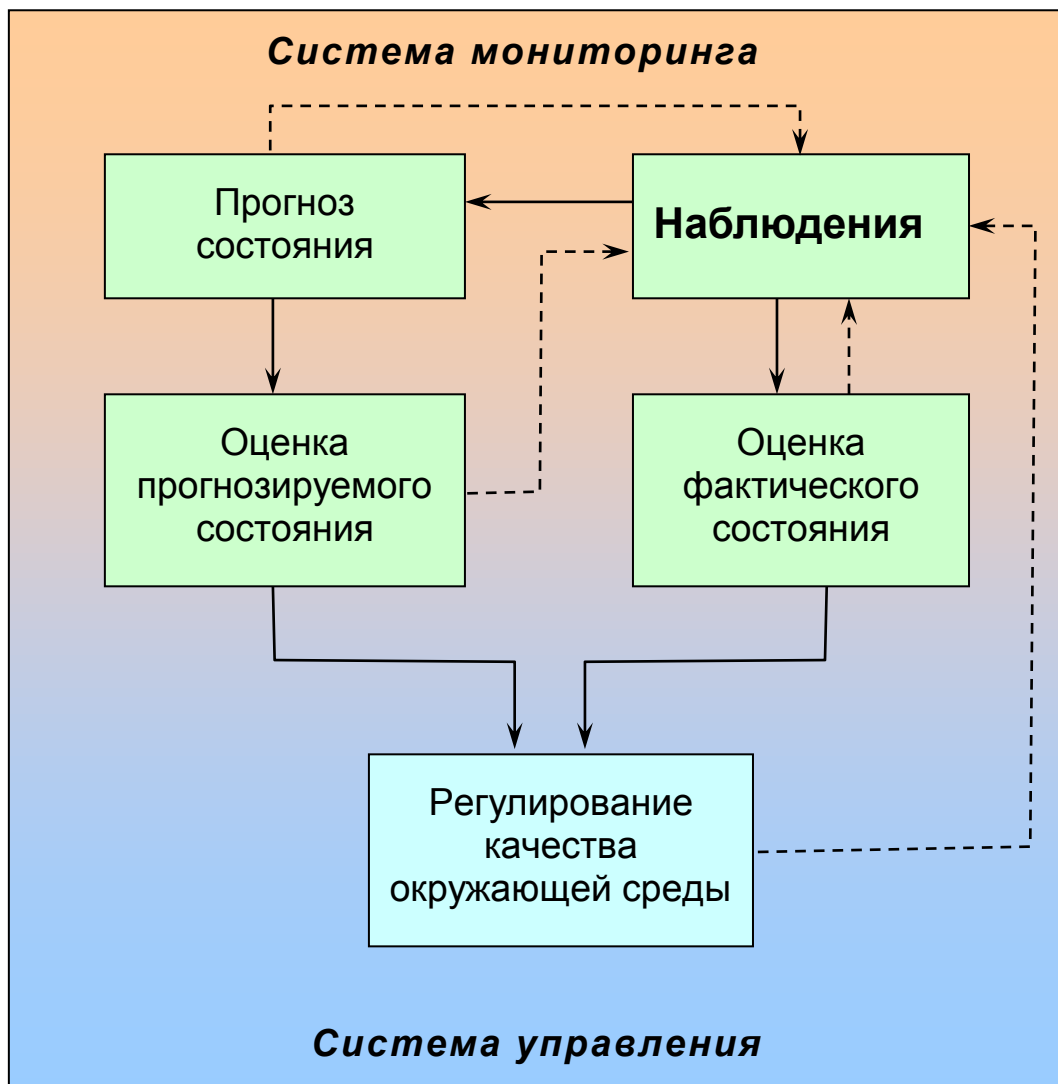 Система мониторинга
Прогноз
состояния
Наблюдения
Оценка
прогнозируемого
состояния
Оценка
фактического
состояния
Регулирование
качества
окружающей среды
Система управления